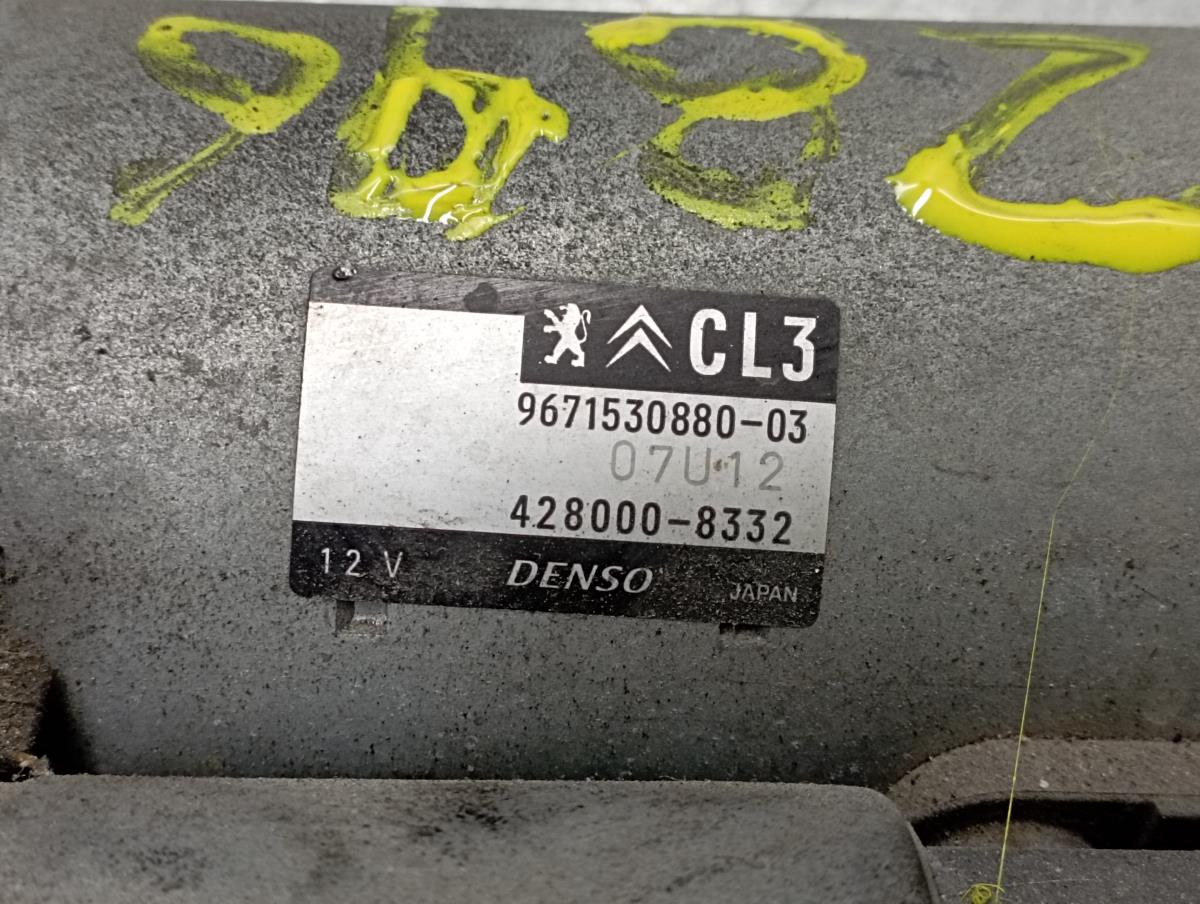 9682
CL3
9671530880-03
07U12
428000-8332
12 V DENSO JAPAN